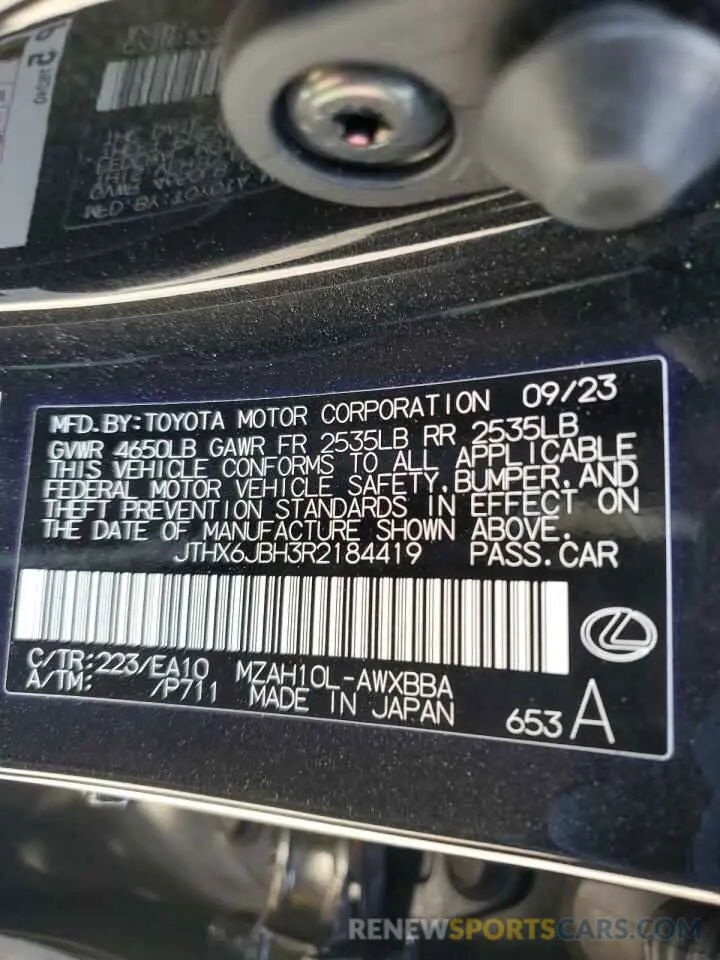 MFD.BY:TOYOTA MOTOR CORPORATION 09/23
GVWR 4650LB GAWR FR 2535LB RR 2535LB
THIS VEHICLE CONFORMS TO ALL APPLICABLE
FEDERAL MOTOR VEHICLE SAFETY,BUMPER,AND
THEFT PREVENTION STANDARDS IN EFFECT ON
THE DATE OF MANUFACTURE SHOWN ABOVE
JTHX6JBH3R2184419 PASS.CAR
C/TR:223/EA10 MZAH10L-AWXBBA
A/TM: /P711 MADE IN JAPAN
653 A
RENEWSPORTSCARS.COM